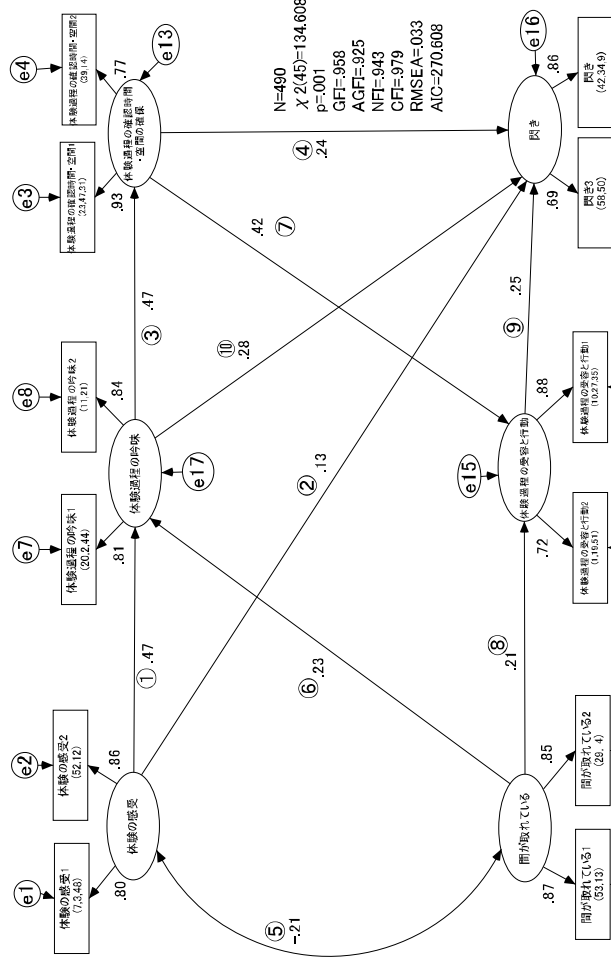 e1
体験の感受1
(7,3,48)
.80
e2
体験の感受2
(52,12)
.86
体験の感受
e7
体験過程の吟味1
(20,2,44)
.81
e8
体験過程の吟味2
(11,21)
.84
体験過程の吟味
e17
e3
体験過程の確認時間・空間1
(23,47,31)
.93
e4
体験過程の確認時間・空間2
(39,14)
.77
e13
体験過程の確認時間
・空間の確保
① .47
③
.47
N=490
χ 2(45)=134.608
p=.001
GFI=.958
AGFI=.925
NFI=.943
CFI=.979
RMSEA=.033
AIC=270.608
④
.24
.42
⑦
⑩
.28
②
.13
⑥
.23
⑤
-.21
⑧
.21
⑨
.25
間が取れている
.87
間が取れている1
(53,13)
.85
間が取れている2
(29, 4)
e15
体験過程の受容と行動
.72
体験過程の受容と行動2
(1,19,51)
.88
体験過程の受容と行動1
(10,27,35)
e16
閃き
.69
閃き3
(58,50)
.86
閃き
(42,34,9)